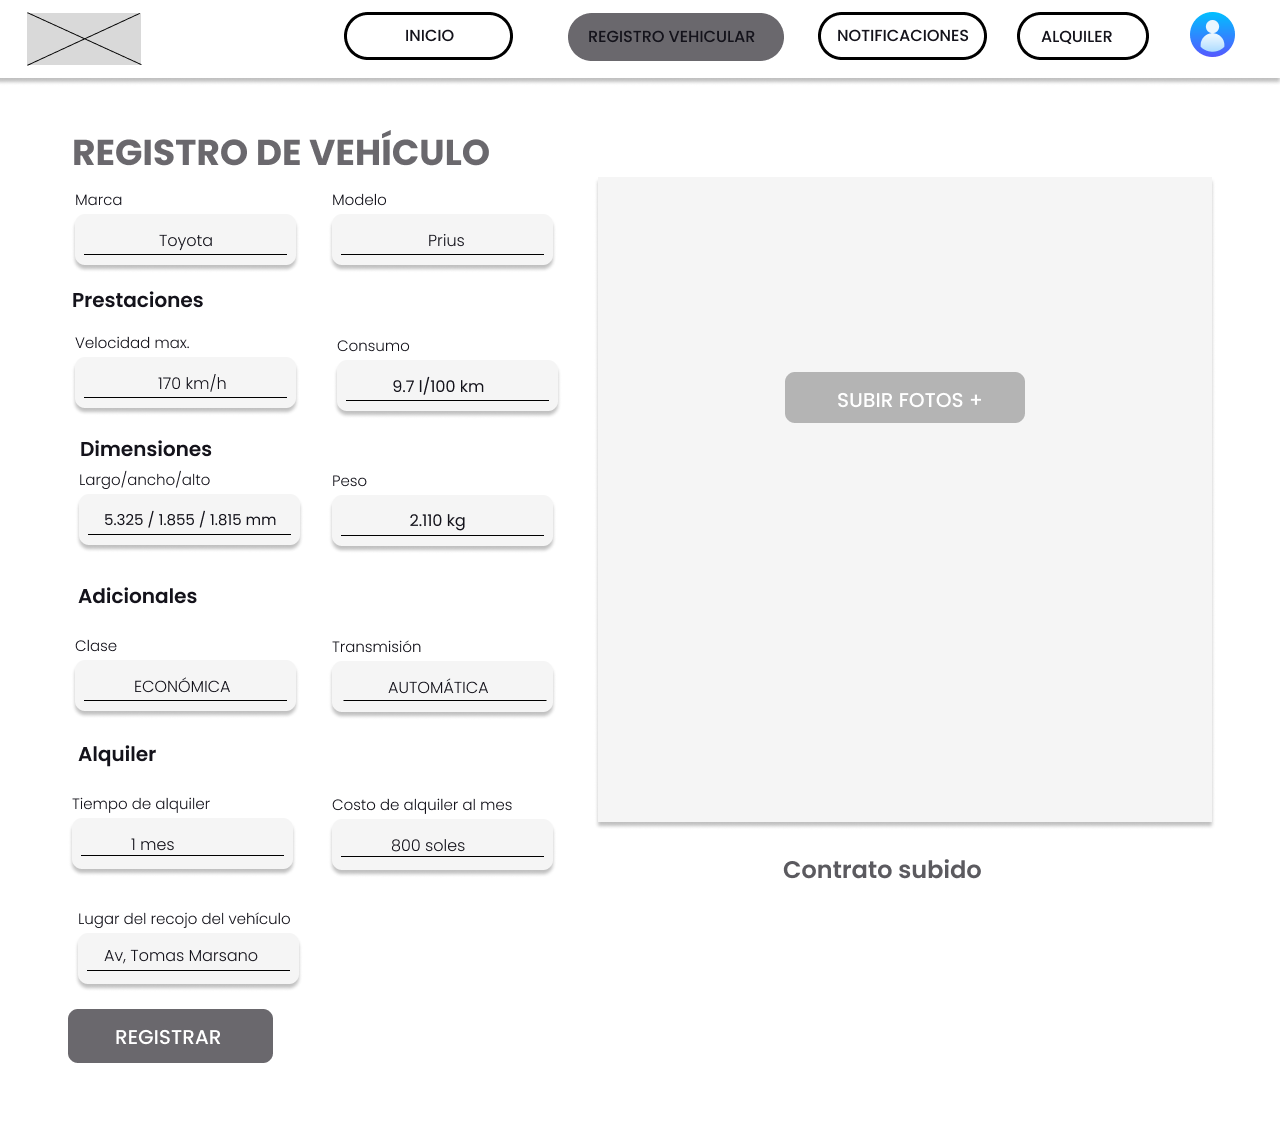 INICIO
REGISTRO VEHICULAR
NOTIFICACIONES
ALQUILER
REGISTRO DE VEHÍCULO
Marca
Modelo
Toyota
Prius
Prestaciones
Velocidad max.
Consumo
170 km/h
9.7 l/100 km
SUBIR FOTOS +
Dimensiones
Largo/ancho/alto
Peso
5.325 / 1.855 / 1.815 mm
2.110 kg
Adicionales
Clase
Transmisión
ECONÓMICA
AUTOMÁTICA
Alquiler
Tiempo de alquiler
Costo de alquiler al mes
1 mes
800 soles
Contrato subido
Lugar del recojo del vehículo
Av, Tomas Marsano
REGISTRAR